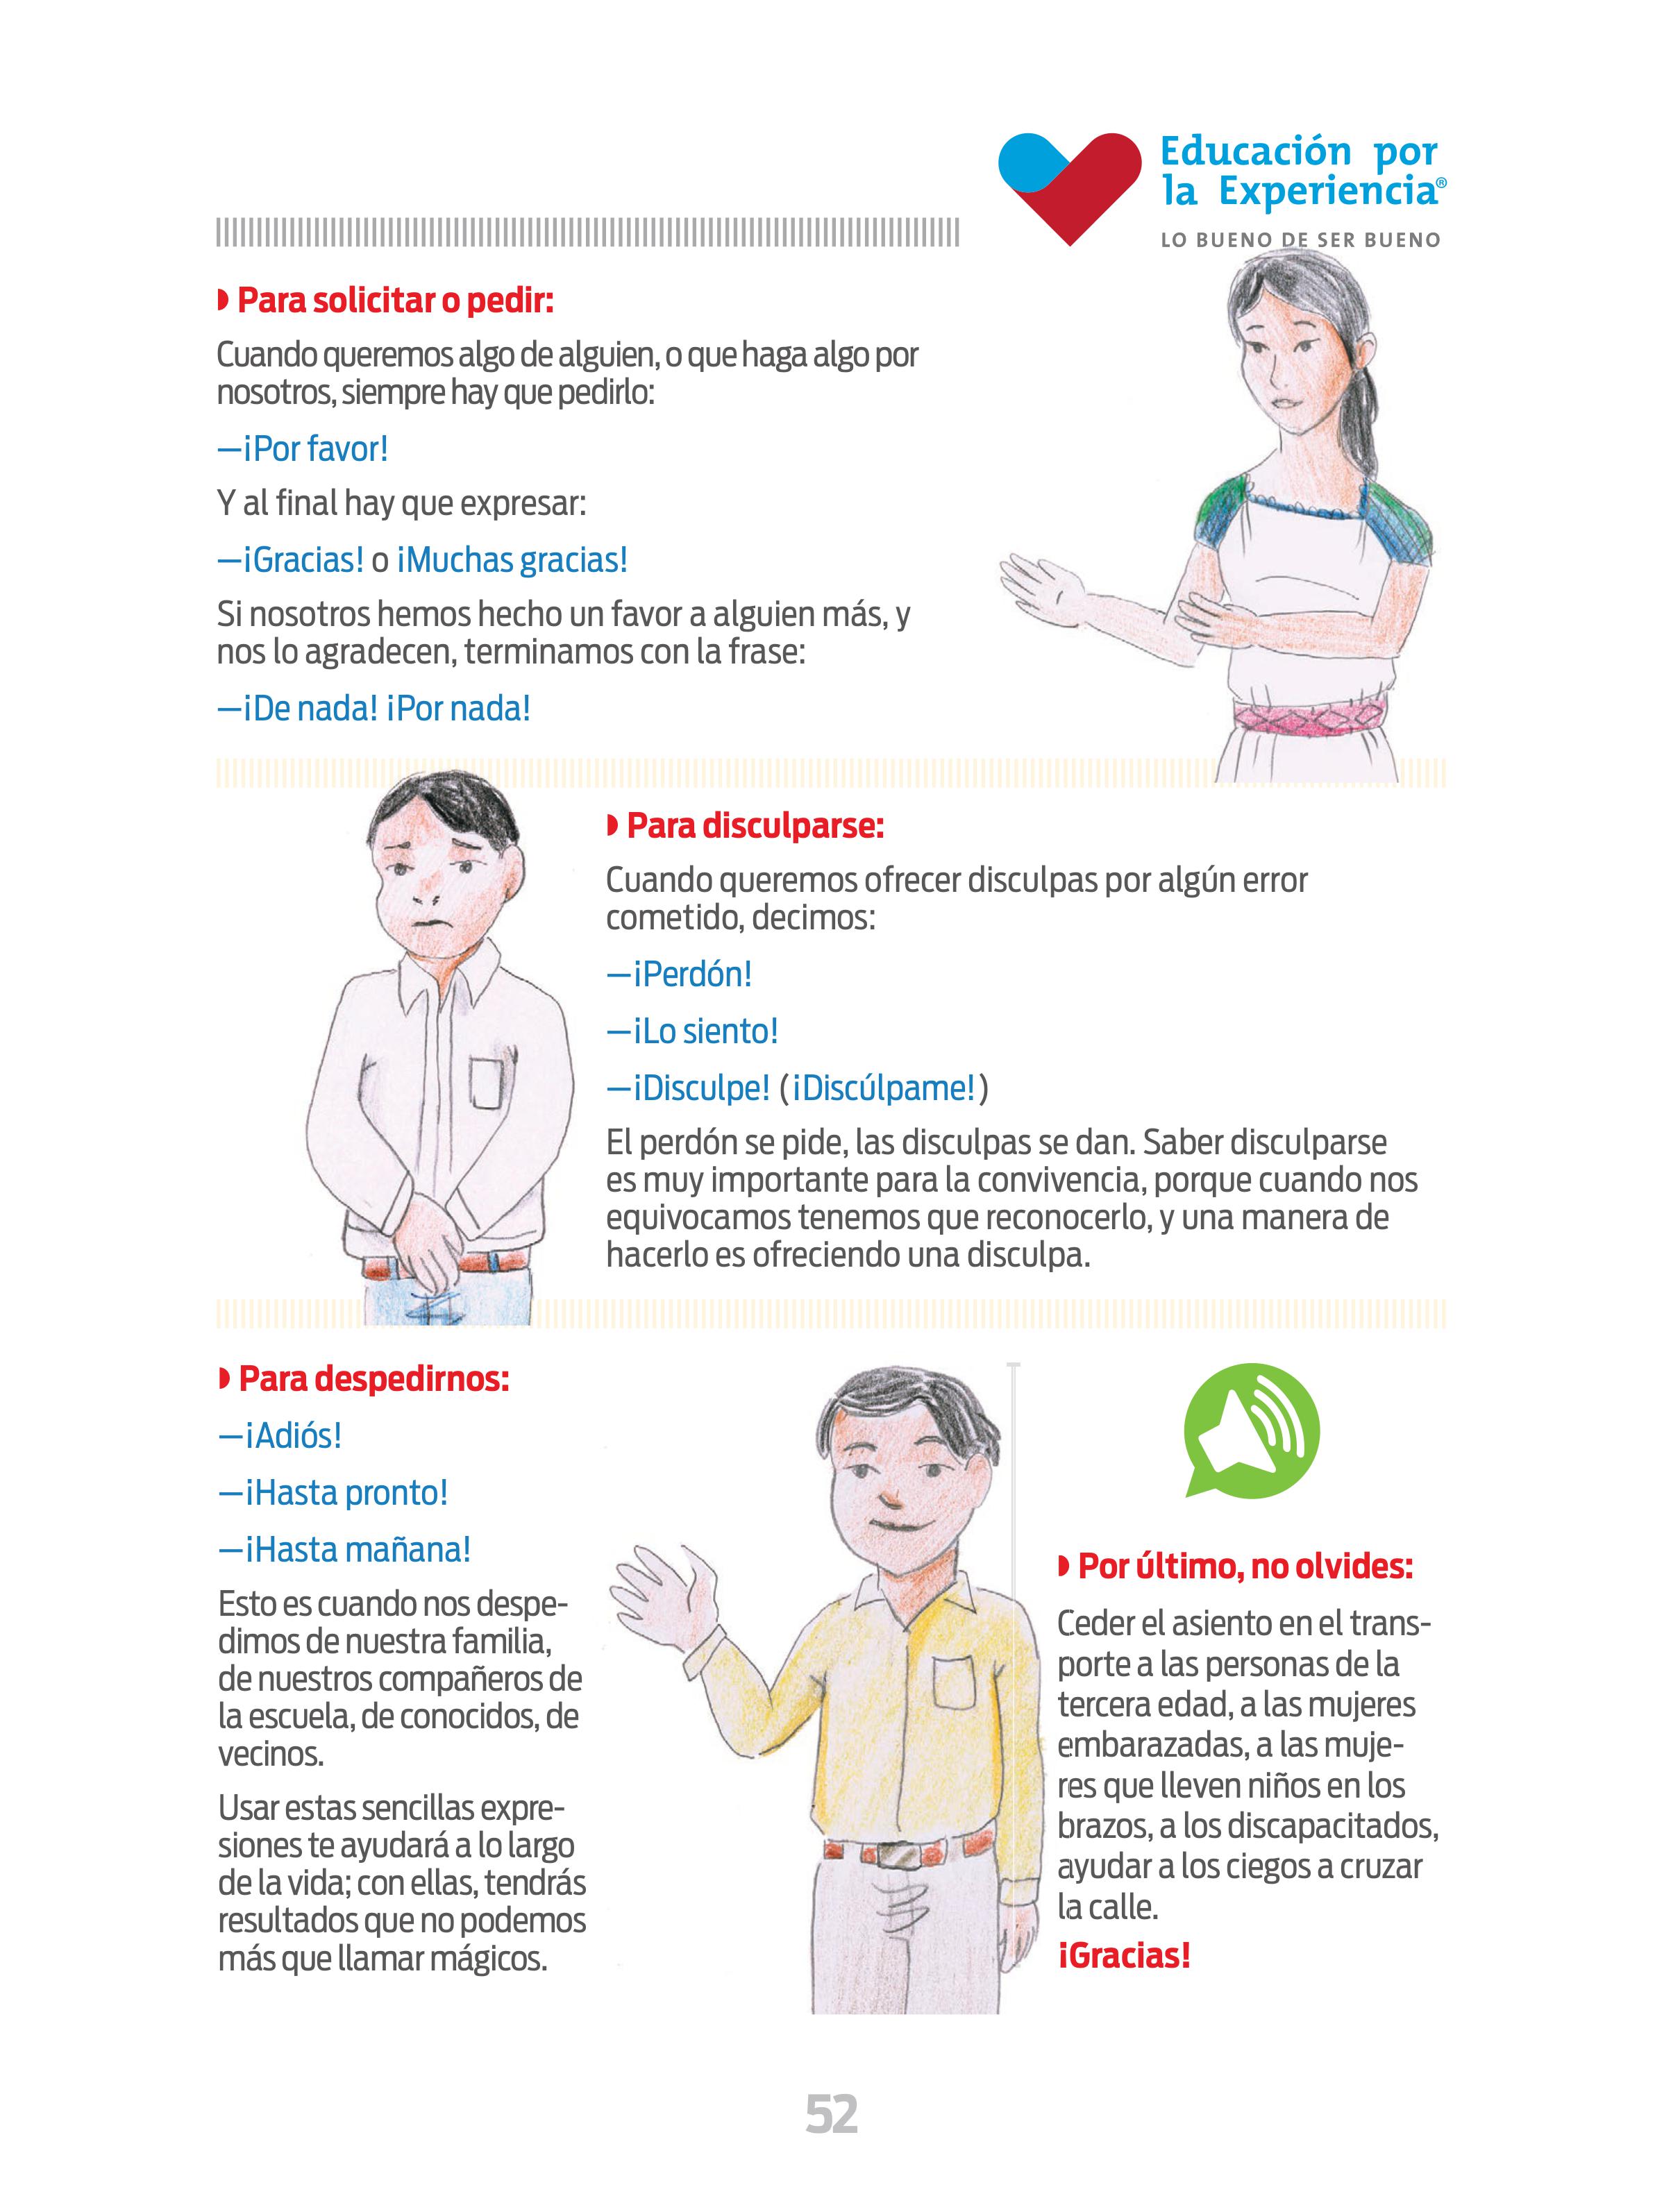 Educación por
la Experiencia®
LO BUENO DE SER BUENO
Para solicitar o pedir:
Cuando queremos algo de alguien, o que haga algo por
nosotros, siempre hay que pedirlo:
—¡Por favor!
Y al final hay que expresar:
—¡Gracias! o ¡Muchas gracias!
Si nosotros hemos hecho un favor a alguien más, y
nos lo agradecen, terminamos con la frase:
—¡De nada! ¡Por nada!
Para disculparse:
Cuando queremos ofrecer disculpas por algún error
cometido, decimos:
—¡Perdón!
—¡Lo siento!
—¡Disculpe! (¡Discúlpame!)
El perdón se pide, las disculpas se dan. Saber disculparse
es muy importante para la convivencia, porque cuando nos
equivocamos tenemos que reconocerlo, y una manera de
hacerlo es ofreciendo una disculpa.
Para despedirnos:
—¡Adiós!
—¡Hasta pronto!
—¡Hasta mañana!
Esto es cuando nos despe-
dimos de nuestra familia,
de nuestros compañeros de
la escuela, de conocidos, de
vecinos.
Usar estas sencillas expre-
siones te ayudará a lo largo
de la vida; con ellas, tendrás
resultados que no podemos
más que llamar mágicos.
Por último, no olvides:
Ceder el asiento en el trans-
porte a las personas de la
tercera edad, a las mujeres
embarazadas, a las muje-
res que lleven niños en los
brazos, a los discapacitados,
ayudar a los ciegos a cruzar
la calle.
¡Gracias!
52